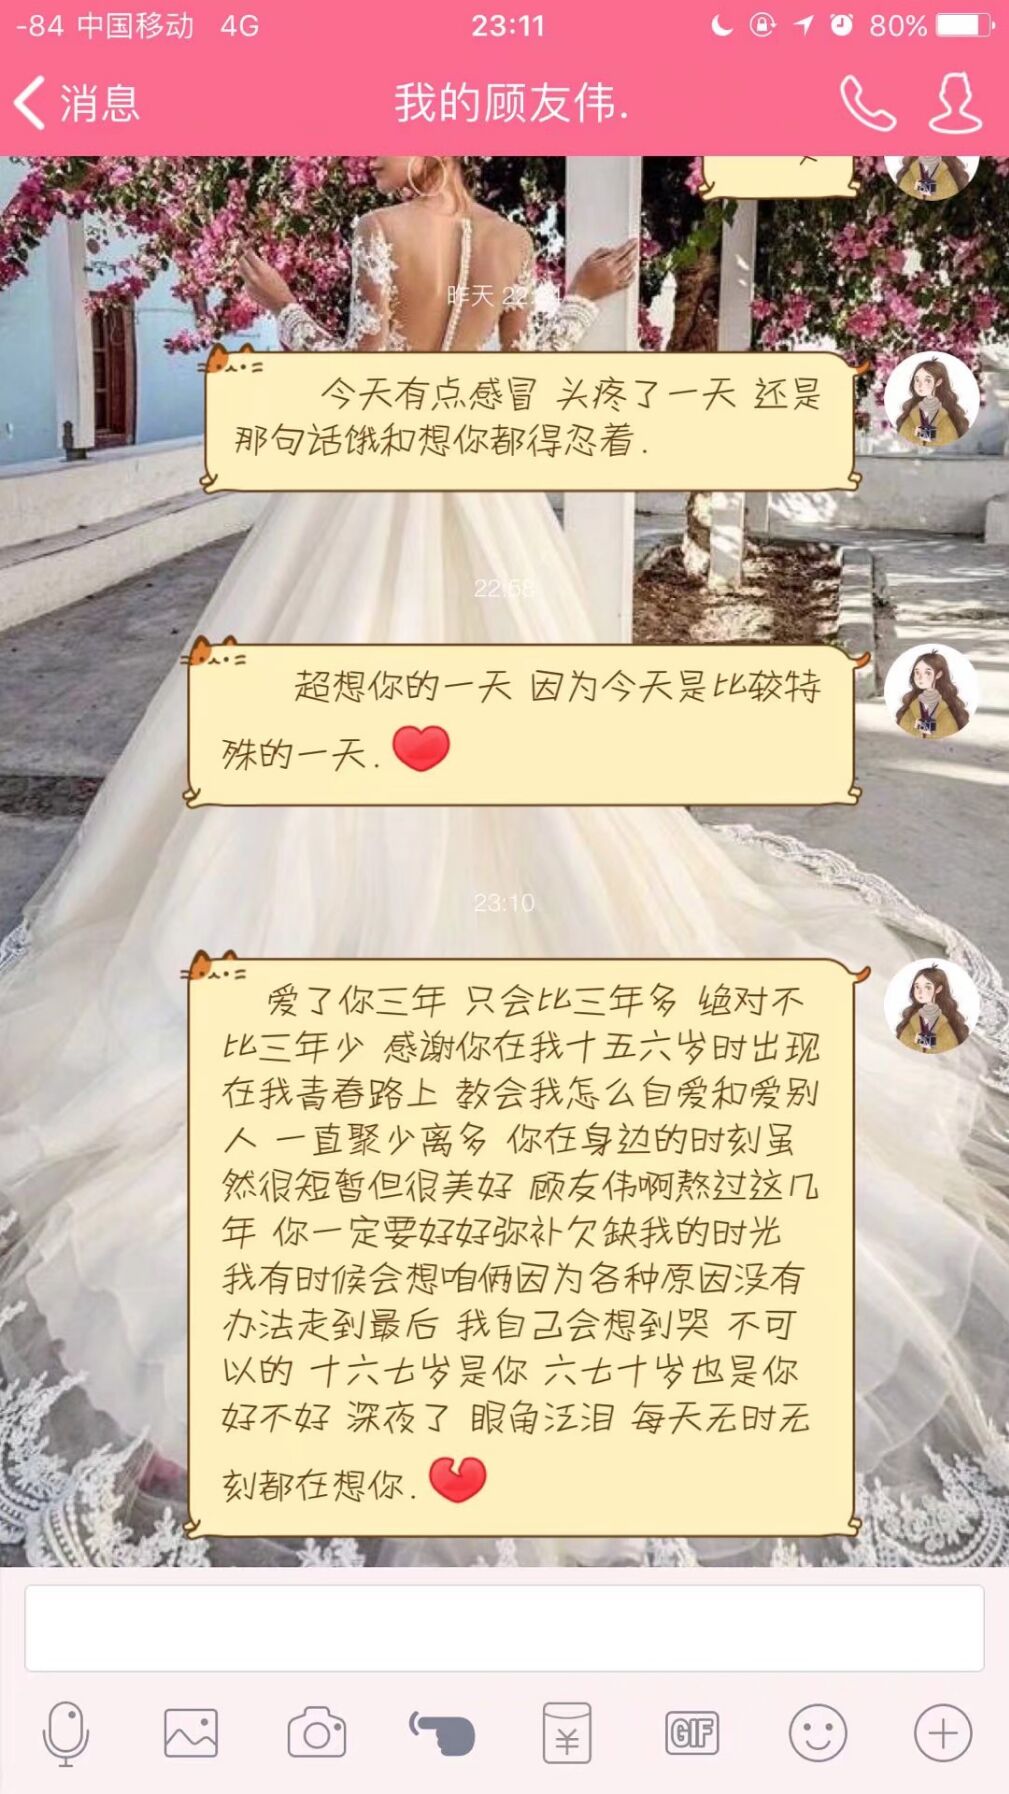 -84 中国移动 4G 23:11 80%
消息 我的顾友伟.
昨天 22:
今天有点感冒 头疼了一天 还是
那句话饿和想你都得忍着.
22:58
超想你的一天 因为今天是比较特
殊的一天.
23:10
爱了你三年 只会比三年多 绝对不
比三年少 感谢你在我十五六岁时出现
在我青春路上 教会我怎么自爱和爱别
人 一直聚少离多 你在身边的时刻虽
然很短暂但很美好 顾友伟啊熬过这几
年 你一定要好好弥补欠缺我的时光
我有时候会想咱俩因为各种原因没有
办法走到最后 我自己会想到哭 不可
以的 十六七岁是你 六七十岁也是你
好不好 深夜了 眼角泛泪 每天无时无
刻都在想你.
GIF